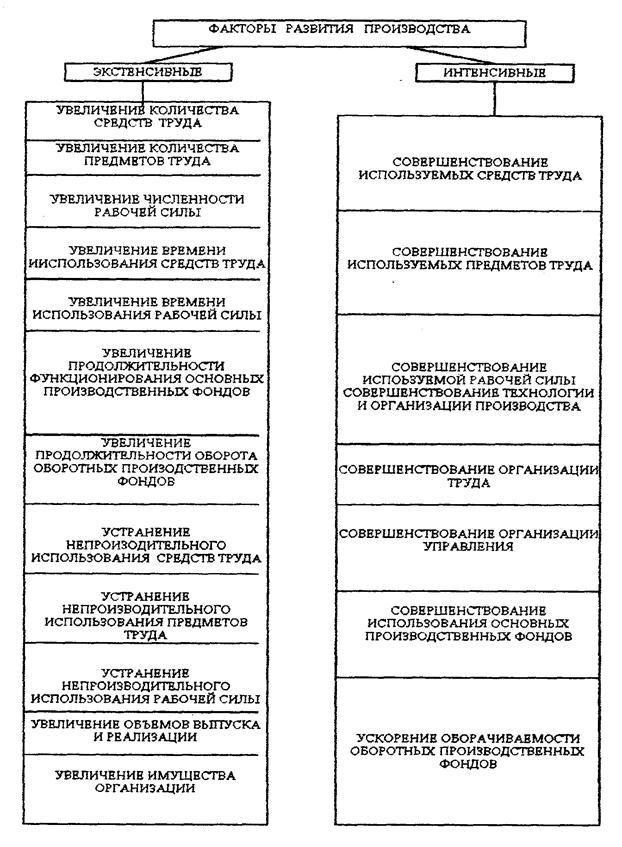 ФАКТОРЫ РАЗВИТИЯ ПРОИЗВОДСТВА
ЭКСТЕНСИВНЫЕ
УВЕЛИЧЕНИЕ КОЛИЧЕСТВА
СРЕДСТВ ТРУДА
УВЕЛИЧЕНИЕ КОЛИЧЕСТВА
ПРЕДМЕТОВ ТРУДА
УВЕЛИЧЕНИЕ ЧИСЛЕННОСТИ
РАБОЧЕЙ СИЛЫ
УВЕЛИЧЕНИЕ ВРЕМЕНИ
ИИСПОЛЬЗОВАНИЯ СРЕДСТВ ТРУДА
УВЕЛИЧЕНИЕ ВРЕМЕНИ
ИСПОЛЬЗОВАНИЯ РАБОЧЕЙ СИЛЫ
УВЕЛИЧЕНИЕ
ПРОДОЛЖИТЕЛЬНОСТИ
ФУНКЦИОНИРОВАНИЯ ОСНОВНЫХ
ПРОИЗВОДСТВЕННЫХ ФОНДОВ
УВЕЛИЧЕНИЕ
ПРОДОЛЖИТЕЛЬНОСТИ ОБОРОТА
ОБОРОТНЫХ ПРОИЗОДСТВЕННЫХ
ФОНДОВ
УСТРАНЕНИЕ
НЕПРОИЗОДИТЕЛЬНОГО
ИСПОЛЬЗОВАНИЯ СРЕДСТВ ТРУДА
УСТРАНЕНИЕ
НЕПРОИЗОДИТЕЛЬНОГО
ИСПОЛЬЗОВАНИЯ ПРЕДМЕТОВ
ТРУДА
УСТРАНЕНИЕ
НЕПРОИЗОДИТЕЛЬНОГО
ИСПОЛЬЗОВАНИЯ РАБОЧЕЙ СИЛЫ
УВЕЛИЧЕНИЕ ОБЪЕМОВ ВЫПУСКА
И РЕАЛИЗАЦИИ
УВЕЛИЧЕНИЕ ИМУЩЕСТВА
ОРГАНИЗАЦИИ
ИНТЕНСИВНЫЕ
СОВЕРШЕНСТВОВАНИЕ
ИСПОЛЬЗУЕМЫХ СРЕДСТВ ТРУДА
СОВЕРШЕНСТВОВАНИЕ
ИСПОЛЬЗУЕМЫХ ПРЕДМЕТОВ ТРУДА
СОВЕРШЕНСТВОВАНИЕ
ИСПОЬЗУЕМОЙ РАБОЧЕЙ СИЛЫ
СОВЕРШЕНСТВОВАНИЕ ТЕХНОЛОГИИ
И ОРГАНИЗАЦИИ ПРОИЗВОДСТВА
СОВЕРШЕНСТВОВАНИЕ ОРГАНИЗАЦИИ
ТРУДА
СОВЕРШЕНСТВОВАНИЕ ОРГАНИЗАЦИИ
УПРАВЛЕНИЯ
СОВЕРШЕНСТВОВАНИЕ
ИСПОЛЬЗОВАНИЯ ОСНОВНЫХ
ПРОИЗВОДСТВЕННЫХ ФОНДОВ
УСКОРЕНИЕ ОБОРАЧИВАЕМОСТИ
ОБОРОТНЫХ ПРОИЗВОДСТВЕННЫХ
ФОНДОВ